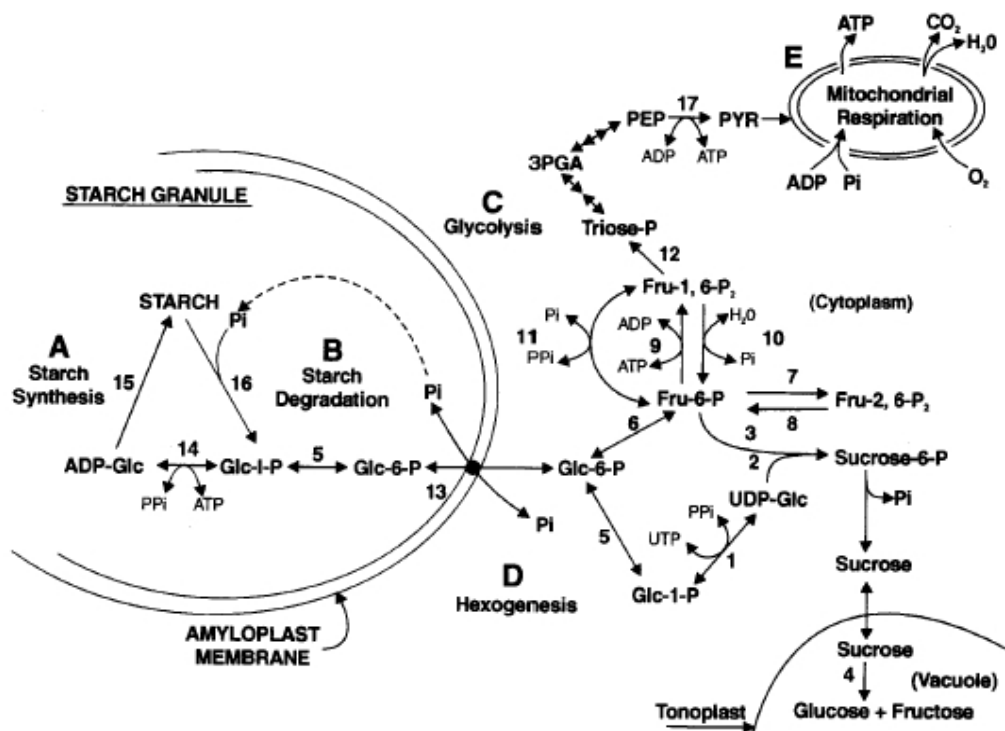 ATP
CO₂
H₂0
E
Mitochondrial
Respiration
17
PEP
PYR
ADP
ATP
ADP
Pi
O₂
3PGA
STARCH GRANULE
C
Glycolysis
Triose-P
12
Fru-1, 6-P₂
(Cytoplasm)
STARCH
Pi
Pi
ADP
H₂0
11
9
10
PPi
ATP
Pi
A
Starch
Synthesis
15
16
B
Starch
Degradation
Pi
7
Fru-6-P
Fru-2, 6-P₂
8
6
3
14
5
2
ADP-Glc
Glc-I-P
Glc-6-P
13
Glc-6-P
Sucrose-6-P
PPi
ATP
UDP-Glc
Pi
Pi
PPi
5
UTP
1
D
Hexogenesis
Glc-1-P
Sucrose
AMYLOPLAST
MEMBRANE
Sucrose
4
(Vacuole)
Tonoplast
Glucose + Fructose